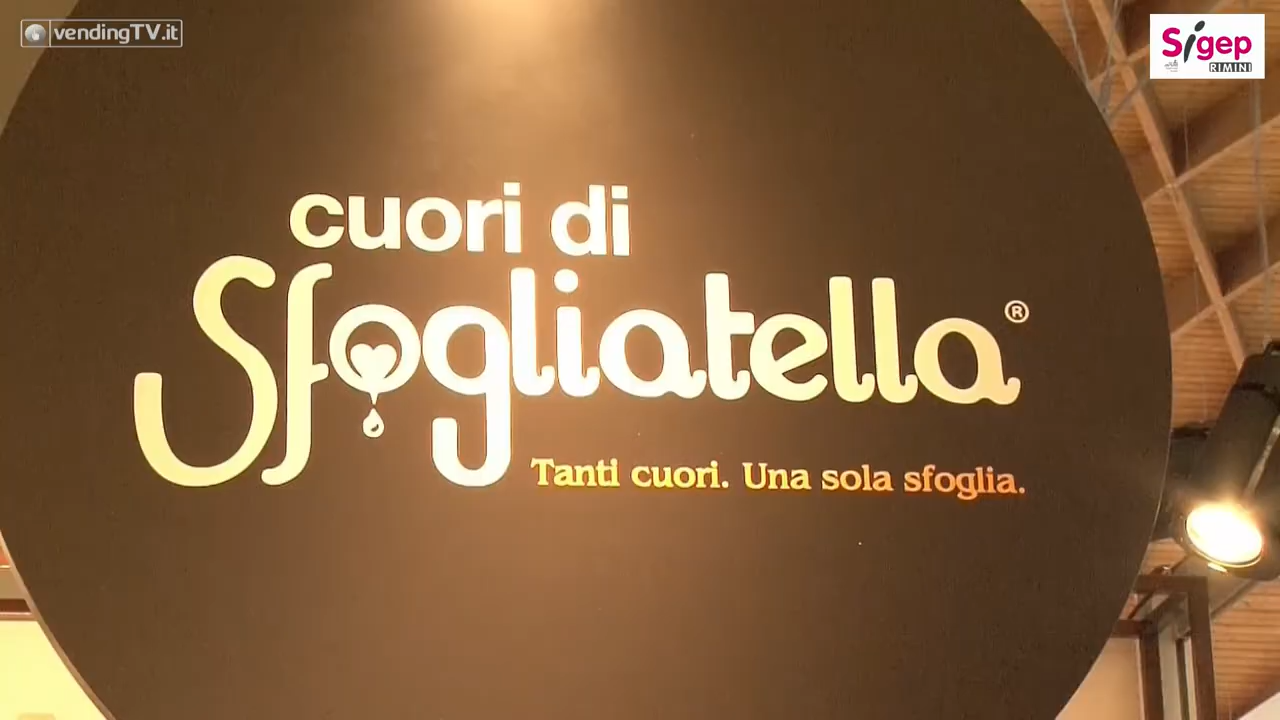 vendingTV.it
Sigep
RIMINI
cuori di
Sfogliatella®
Tanti cuori. Una sola sfoglia.